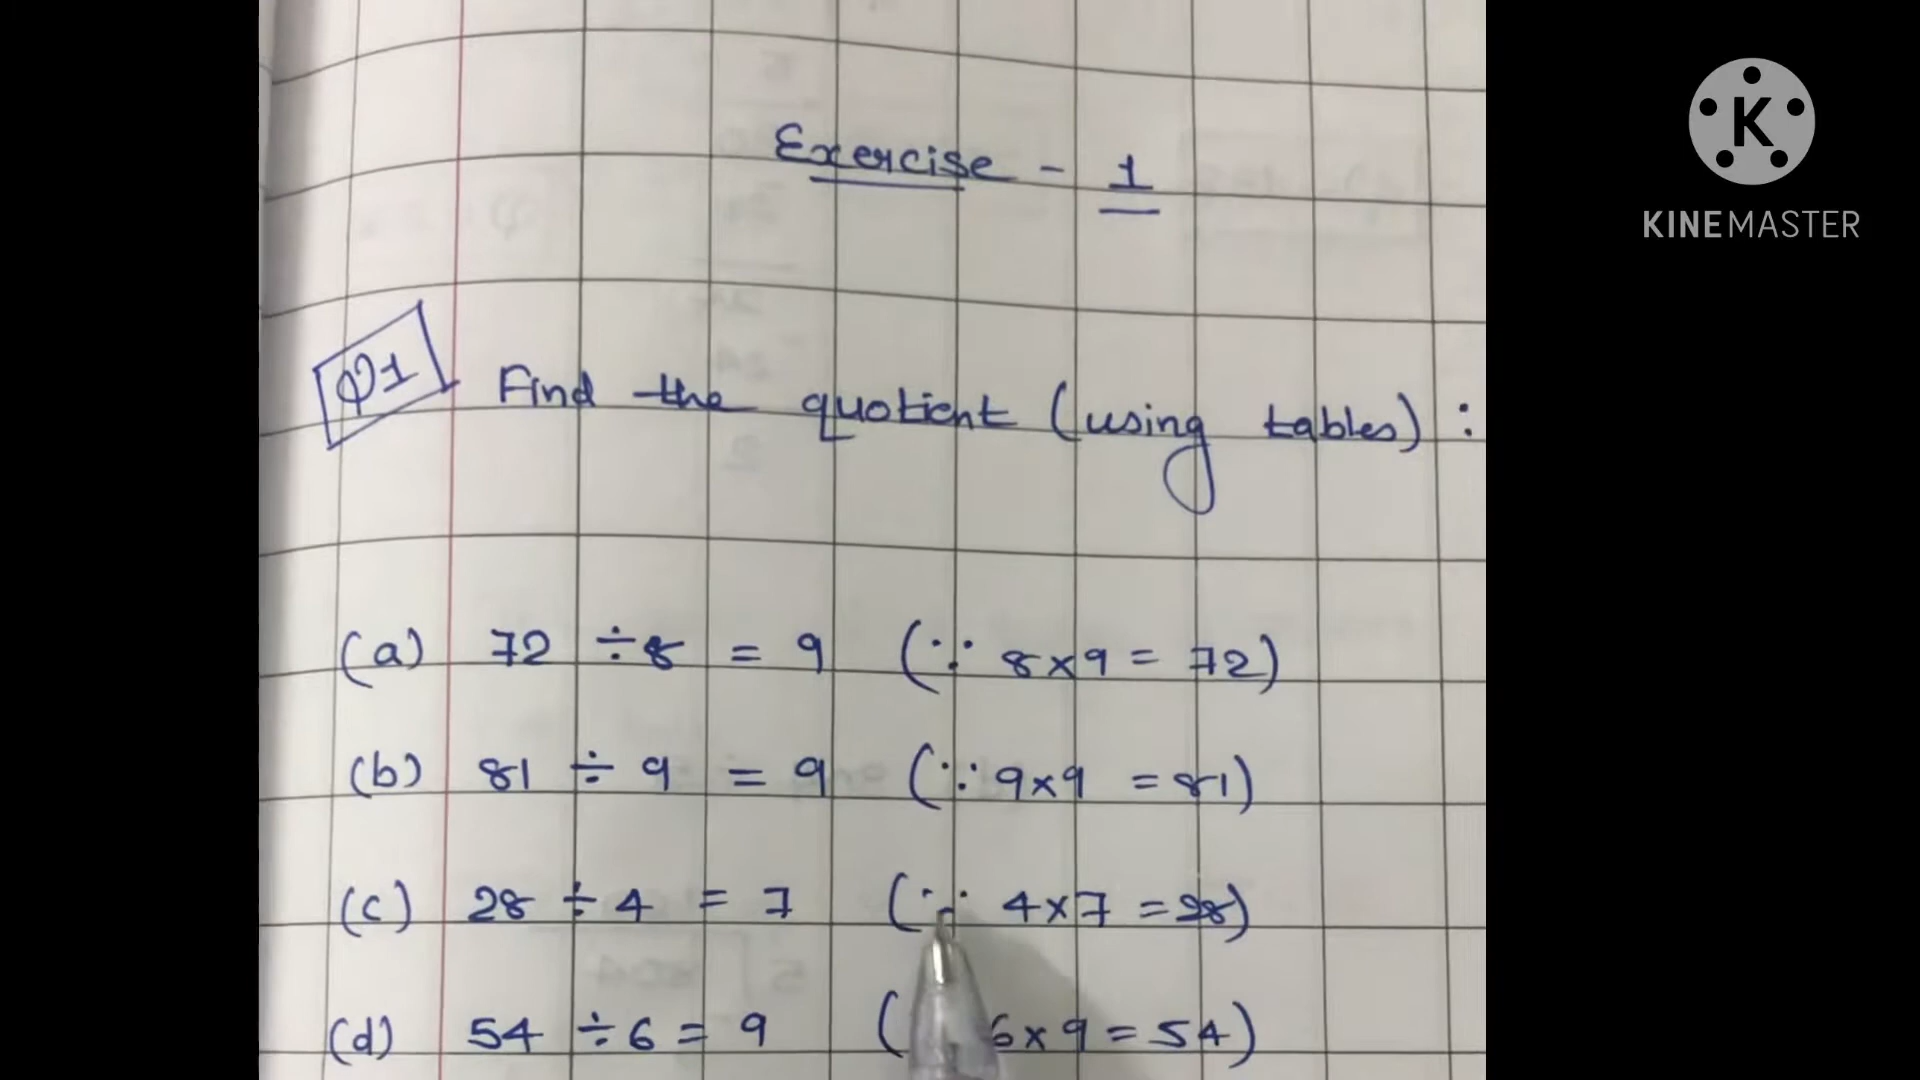 Exercise - 1
K
KINEMASTER
Q1 Find the quotient (using tables) :
(a) 72 ÷ 8 = 9 (∵ 8×9 = 72)
(b) 81 ÷ 9 = 9 (∵ 9×9 = 81)
(c) 28 ÷ 4 = 7 (∵ 4×7 = 28)
(d) 54 ÷ 6 = 9 ( 6×9 = 54)